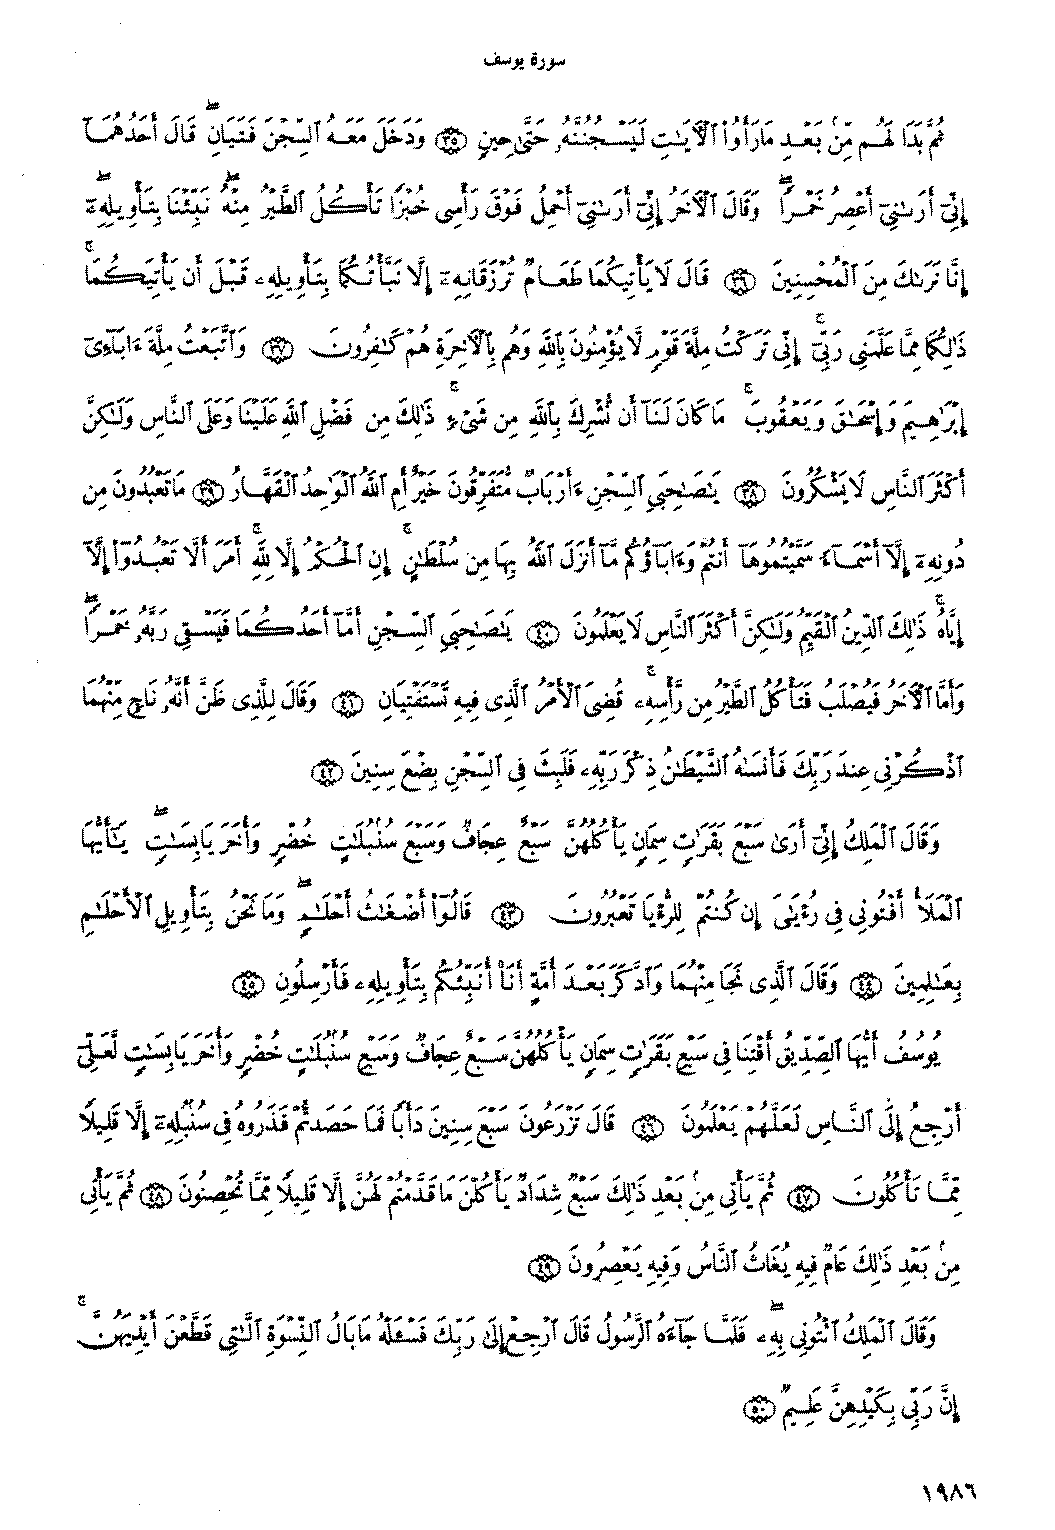 سورة يوسف
ثُمَّ بَدَا لَهُم مِّنۢ بَعْدِ مَا رَأَوُا۟ ٱلْـَٔايَـٰتِ لَيَسْجُنُنَّهُۥ حَتَّىٰ حِينٍ ﴿٣٥﴾ وَدَخَلَ مَعَهُ ٱلسِّجْنَ فَتَيَانِ ۖ قَالَ أَحَدُهُمَآ
إِنِّىٓ أَرَىٰنِىٓ أَعْصِرُ خَمْرًا ۖ وَقَالَ ٱلْـَٔاخَرُ إِنِّىٓ أَرَىٰنِىٓ أَحْمِلُ فَوْقَ رَأْسِى خُبْزًا تَأْكُلُ ٱلطَّيْرُ مِنْهُ ۖ نَبِّئْنَا بِتَأْوِيلِهِۦٓ ۖ
إِنَّا نَرَىٰكَ مِنَ ٱلْمُحْسِنِينَ ﴿٣٦﴾ قَالَ لَا يَأْتِيكُمَا طَعَامٌ تُرْزَقَانِهِۦٓ إِلَّا نَبَّأْتُكُمَا بِتَأْوِيلِهِۦ قَبْلَ أَن يَأْتِيَكُمَا ۚ
ذَٰلِكُمَا مِمَّا عَلَّمَنِى رَبِّىٓ ۚ إِنِّى تَرَكْتُ مِلَّةَ قَوْمٍ لَّا يُؤْمِنُونَ بِٱللَّهِ وَهُم بِٱلْـَٔاخِرَةِ هُمْ كَـٰفِرُونَ ﴿٣٧﴾ وَٱتَّبَعْتُ مِلَّةَ ءَابَآءِىٓ
إِبْرَٰهِيمَ وَإِسْحَـٰقَ وَيَعْقُوبَ ۚ مَا كَانَ لَنَآ أَن نُّشْرِكَ بِٱللَّهِ مِن شَىْءٍ ۚ ذَٰلِكَ مِن فَضْلِ ٱللَّهِ عَلَيْنَا وَعَلَى ٱلنَّاسِ وَلَـٰكِنَّ
أَكْثَرَ ٱلنَّاسِ لَا يَشْكُرُونَ ﴿٣٨﴾ يَـٰصَـٰحِبَىِ ٱلسِّجْنِ ءَأَرْبَابٌ مُّتَفَرِّقُونَ خَيْرٌ أَمِ ٱللَّهُ ٱلْوَٰحِدُ ٱلْقَهَّارُ ﴿٣٩﴾ مَا تَعْبُدُونَ مِن
دُونِهِۦٓ إِلَّآ أَسْمَآءً سَمَّيْتُمُوهَآ أَنتُمْ وَءَابَآؤُكُم مَّآ أَنزَلَ ٱللَّهُ بِهَا مِن سُلْطَـٰنٍ ۚ إِنِ ٱلْحُكْمُ إِلَّا لِلَّهِ ۚ أَمَرَ أَلَّا تَعْبُدُوٓا۟ إِلَّآ
إِيَّاهُ ۚ ذَٰلِكَ ٱلدِّينُ ٱلْقَيِّمُ وَلَـٰكِنَّ أَكْثَرَ ٱلنَّاسِ لَا يَعْلَمُونَ ﴿٤٠﴾ يَـٰصَـٰحِبَىِ ٱلسِّجْنِ أَمَّآ أَحَدُكُمَا فَيَسْقِى رَبَّهُۥ خَمْرًا ۖ
وَأَمَّا ٱلْـَٔاخَرُ فَيُصْلَبُ فَتَأْكُلُ ٱلطَّيْرُ مِن رَّأْسِهِۦ ۚ قُضِىَ ٱلْأَمْرُ ٱلَّذِى فِيهِ تَسْتَفْتِيَانِ ﴿٤١﴾ وَقَالَ لِلَّذِى ظَنَّ أَنَّهُۥ نَاجٍ مِّنْهُمَا
ٱذْكُرْنِى عِندَ رَبِّكَ فَأَنسَىٰهُ ٱلشَّيْطَـٰنُ ذِكْرَ رَبِّهِۦ فَلَبِثَ فِى ٱلسِّجْنِ بِضْعَ سِنِينَ ﴿٤٢﴾
وَقَالَ ٱلْمَلِكُ إِنِّىٓ أَرَىٰ سَبْعَ بَقَرَٰتٍ سِمَانٍ يَأْكُلُهُنَّ سَبْعٌ عِجَافٌ وَسَبْعَ سُنۢبُلَـٰتٍ خُضْرٍ وَأُخَرَ يَابِسَـٰتٍ ۖ يَـٰٓأَيُّهَا
ٱلْمَلَأُ أَفْتُونِى فِى رُءْيَـٰىَ إِن كُنتُمْ لِلرُّءْيَا تَعْبُرُونَ ﴿٤٣﴾ قَالُوٓا۟ أَضْغَـٰثُ أَحْلَـٰمٍ ۖ وَمَا نَحْنُ بِتَأْوِيلِ ٱلْأَحْلَـٰمِ
بِعَـٰلِمِينَ ﴿٤٤﴾ وَقَالَ ٱلَّذِى نَجَا مِنْهُمَا وَٱدَّكَرَ بَعْدَ أُمَّةٍ أَنَا۠ أُنَبِّئُكُم بِتَأْوِيلِهِۦ فَأَرْسِلُونِ ﴿٤٥﴾
يُوسُفُ أَيُّهَا ٱلصِّدِّيقُ أَفْتِنَا فِى سَبْعِ بَقَرَٰتٍ سِمَانٍ يَأْكُلُهُنَّ سَبْعٌ عِجَافٌ وَسَبْعِ سُنۢبُلَـٰتٍ خُضْرٍ وَأُخَرَ يَابِسَـٰتٍ لَّعَلِّىٓ
أَرْجِعُ إِلَى ٱلنَّاسِ لَعَلَّهُمْ يَعْلَمُونَ ﴿٤٦﴾ قَالَ تَزْرَعُونَ سَبْعَ سِنِينَ دَأَبًا فَمَا حَصَدتُّمْ فَذَرُوهُ فِى سُنۢبُلِهِۦٓ إِلَّا قَلِيلًا
مِّمَّا تَأْكُلُونَ ﴿٤٧﴾ ثُمَّ يَأْتِى مِنۢ بَعْدِ ذَٰلِكَ سَبْعٌ شِدَادٌ يَأْكُلْنَ مَا قَدَّمْتُمْ لَهُنَّ إِلَّا قَلِيلًا مِّمَّا تُحْصِنُونَ ﴿٤٨﴾ ثُمَّ يَأْتِى
مِنۢ بَعْدِ ذَٰلِكَ عَامٌ فِيهِ يُغَاثُ ٱلنَّاسُ وَفِيهِ يَعْصِرُونَ ﴿٤٩﴾
وَقَالَ ٱلْمَلِكُ ٱئْتُونِى بِهِۦ ۖ فَلَمَّا جَآءَهُ ٱلرَّسُولُ قَالَ ٱرْجِعْ إِلَىٰ رَبِّكَ فَسْـَٔلْهُ مَا بَالُ ٱلنِّسْوَةِ ٱلَّـٰتِى قَطَّعْنَ أَيْدِيَهُنَّ ۚ
إِنَّ رَبِّى بِكَيْدِهِنَّ عَلِيمٌ ﴿٥٠﴾
١٩٨٦